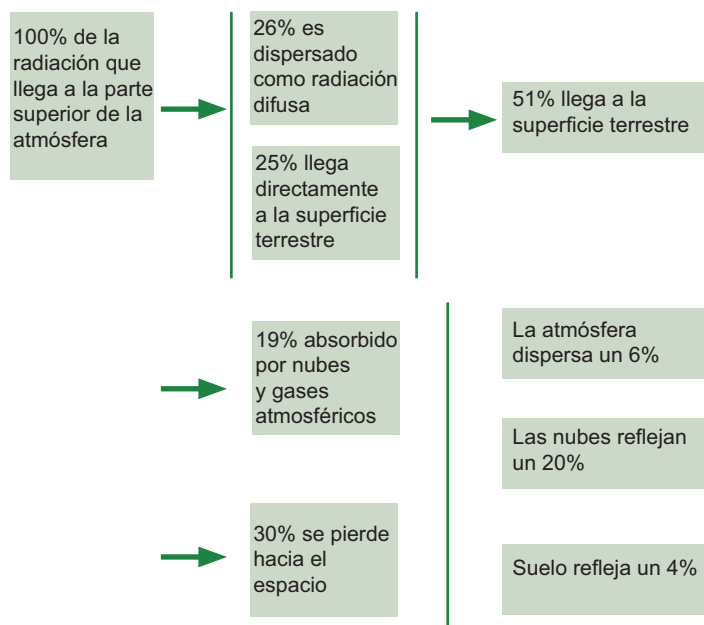 100% de la
radiación que
llega a la parte
superior de la
atmósfera
26% es
dispersado
como radiación
difusa
25% llega
directamente
a la superficie
terrestre
51% llega a la
superficie terrestre
19% absorbido
por nubes
y gases
atmosféricos
30% se pierde
hacia el
espacio
La atmósfera
dispersa un 6%
Las nubes reflejan
un 20%
Suelo refleja un 4%